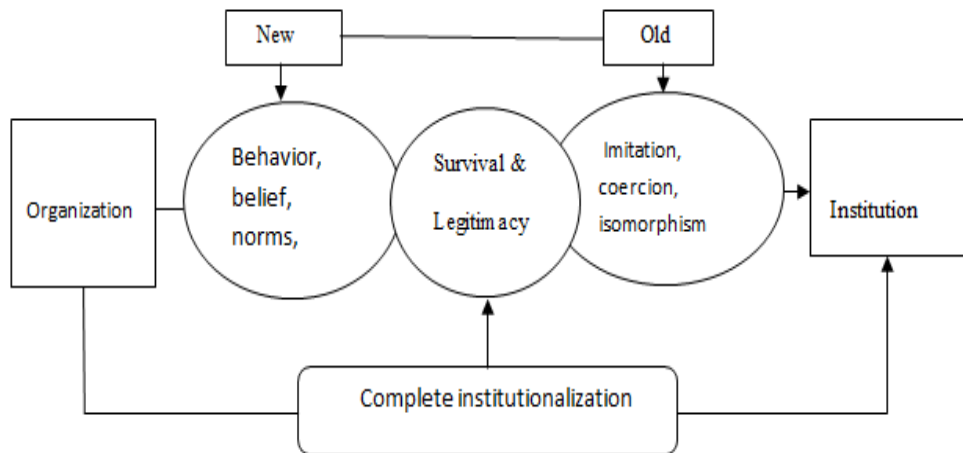 New
Old
Organization
Behavior,
belief,
norms,
Survival &
Legitimacy
Imitation,
coercion,
isomorphism
Institution
Complete institutionalization